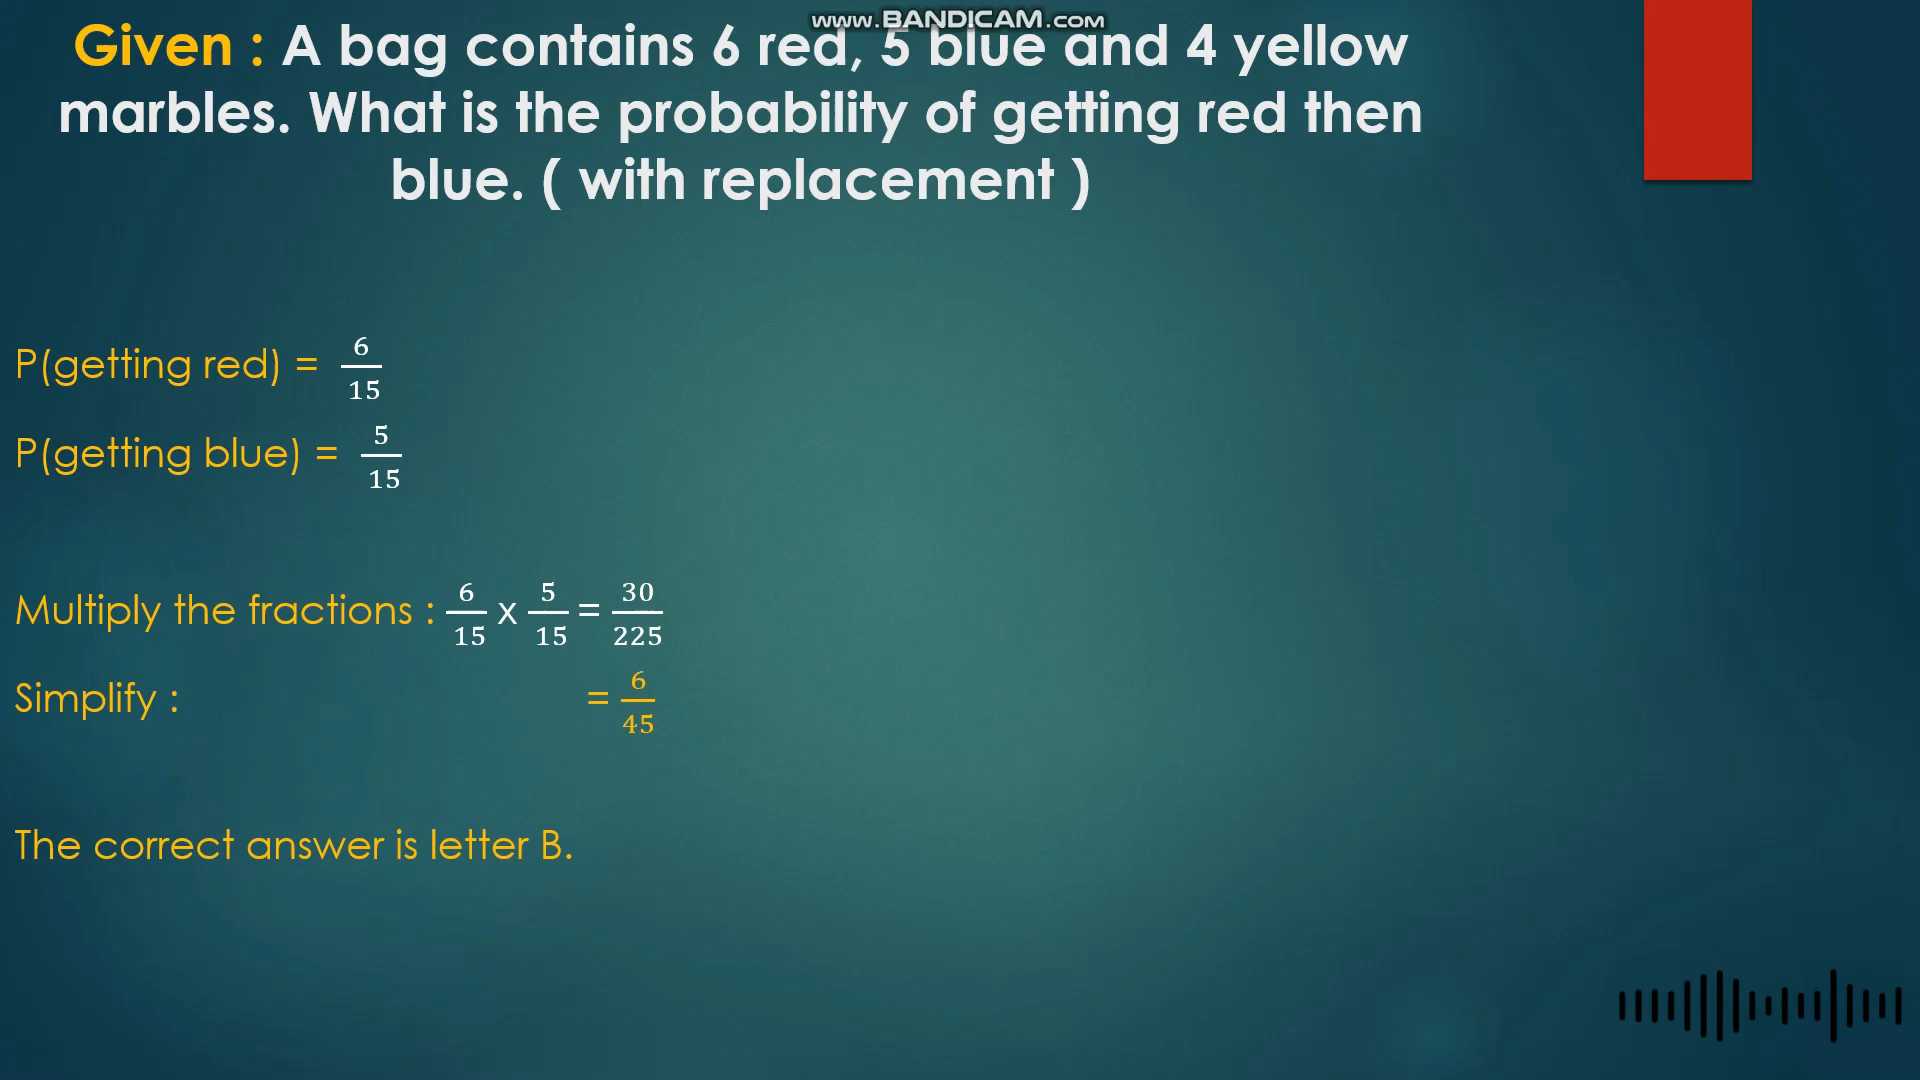 www.BANDICAM.com
Given : A bag contains 6 red, 5 blue and 4 yellow
marbles. What is the probability of getting red then
blue. ( with replacement )
P(getting red) = 6/15
P(getting blue) = 5/15
Multiply the fractions : 6/15 x 5/15 = 30/225
Simplify : = 6/45
The correct answer is letter B.